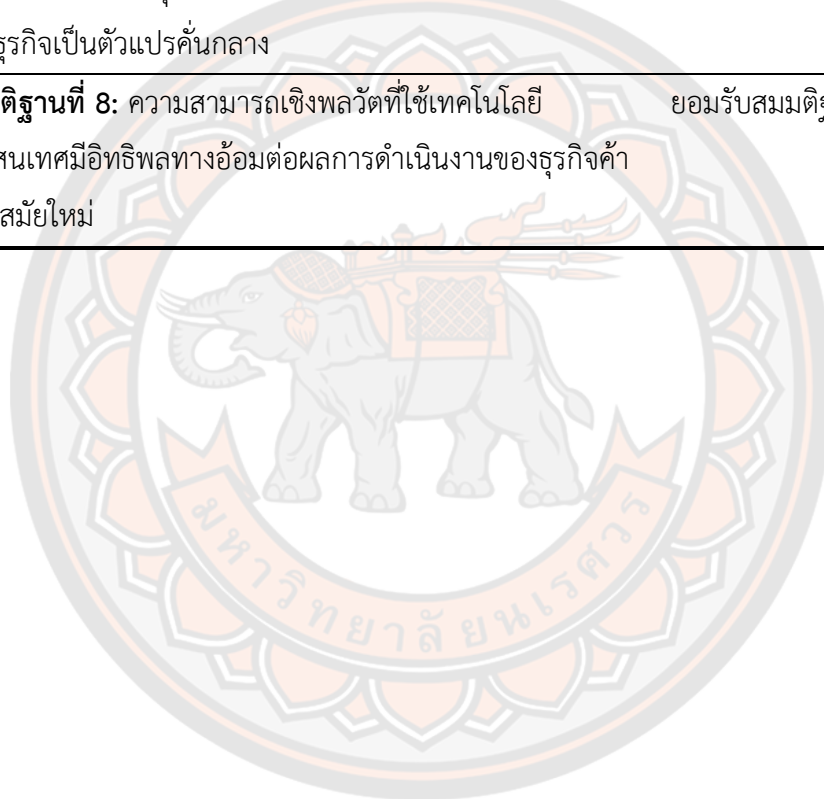 ธุรกิจเป็นตัวแปรคั่นกลาง
ติฐานที่ 8: ความสามารถเชิงพลวัตที่ใช้เทคโนโลยี ยอมรับสมมติฐ
สนเทศมีอิทธิพลทางอ้อมต่อผลการดำเนินงานของธุรกิจค้า
สมัยใหม่
มหาวิทยาลัยนเรศวร